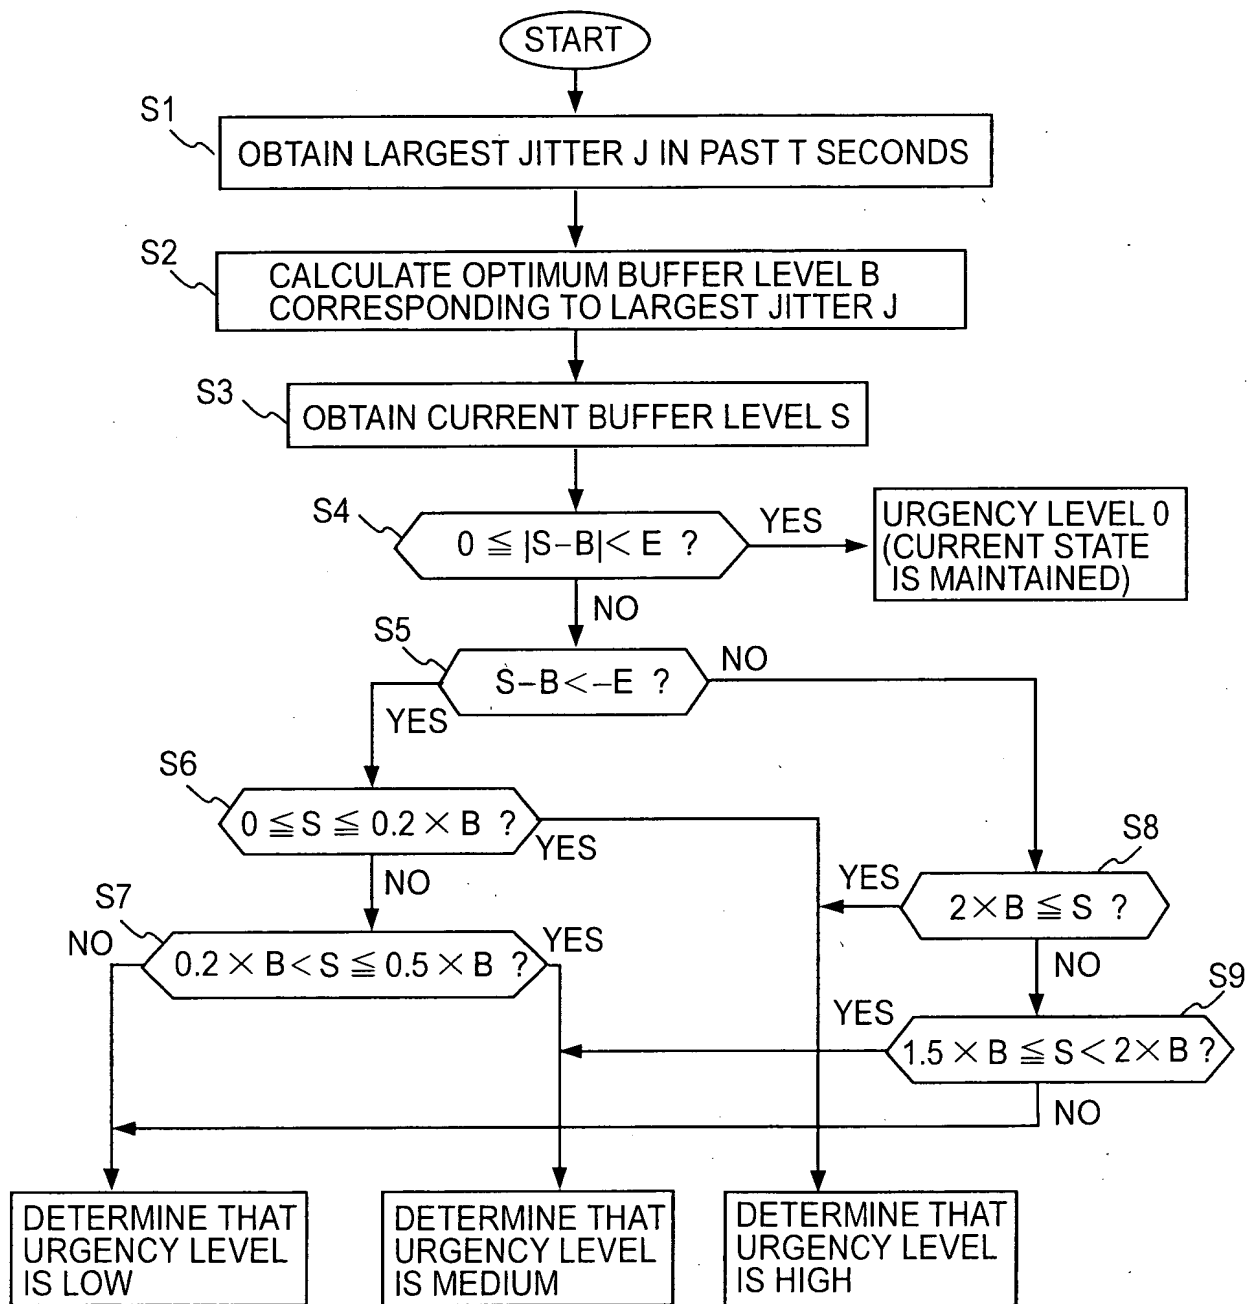 START
S1
OBTAIN LARGEST JITTER J IN PAST T SECONDS
S2
CALCULATE OPTIMUM BUFFER LEVEL B
CORRESPONDING TO LARGEST JITTER J
S3
OBTAIN CURRENT BUFFER LEVEL S
S4
0 ≦ |S−B| < E ?
YES
URGENCY LEVEL 0
(CURRENT STATE
IS MAINTAINED)
NO
S5
S−B<−E ?
NO
YES
S6
0 ≦ S ≦ 0.2 × B ?
YES
NO
S8
2 × B ≦ S ?
YES
NO
S7
0.2 × B < S ≦ 0.5 × B ?
NO
YES
S9
1.5 × B ≦ S < 2 × B ?
YES
NO
DETERMINE THAT
URGENCY LEVEL
IS LOW
DETERMINE THAT
URGENCY LEVEL
IS MEDIUM
DETERMINE THAT
URGENCY LEVEL
IS HIGH